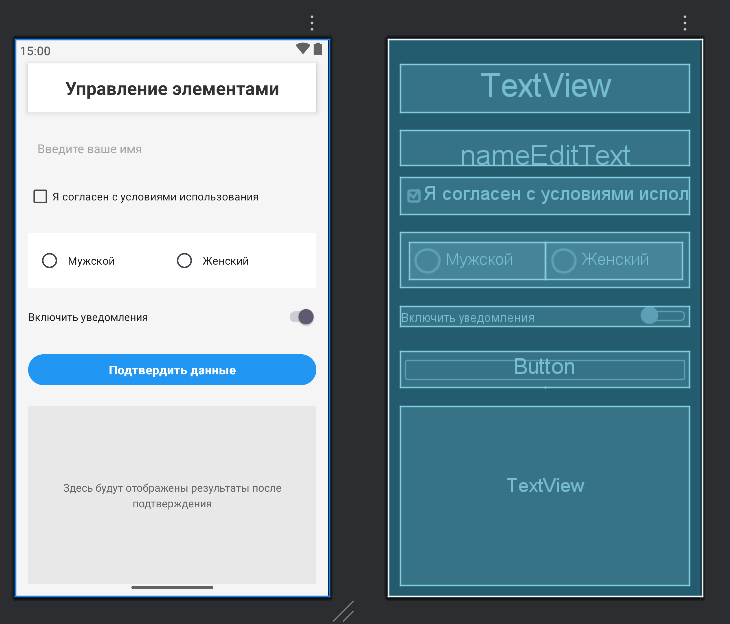 15:00
Управление элементами
Введите ваше имя
Я согласен с условиями использования
Мужской
Женский
Включить уведомления
Подтвердить данные
Здесь будут отображены результаты после
подтверждения
TextView
nameEditText
Я согласен с условиями испол
Мужской
Женский
Включить уведомления
Button
TextView